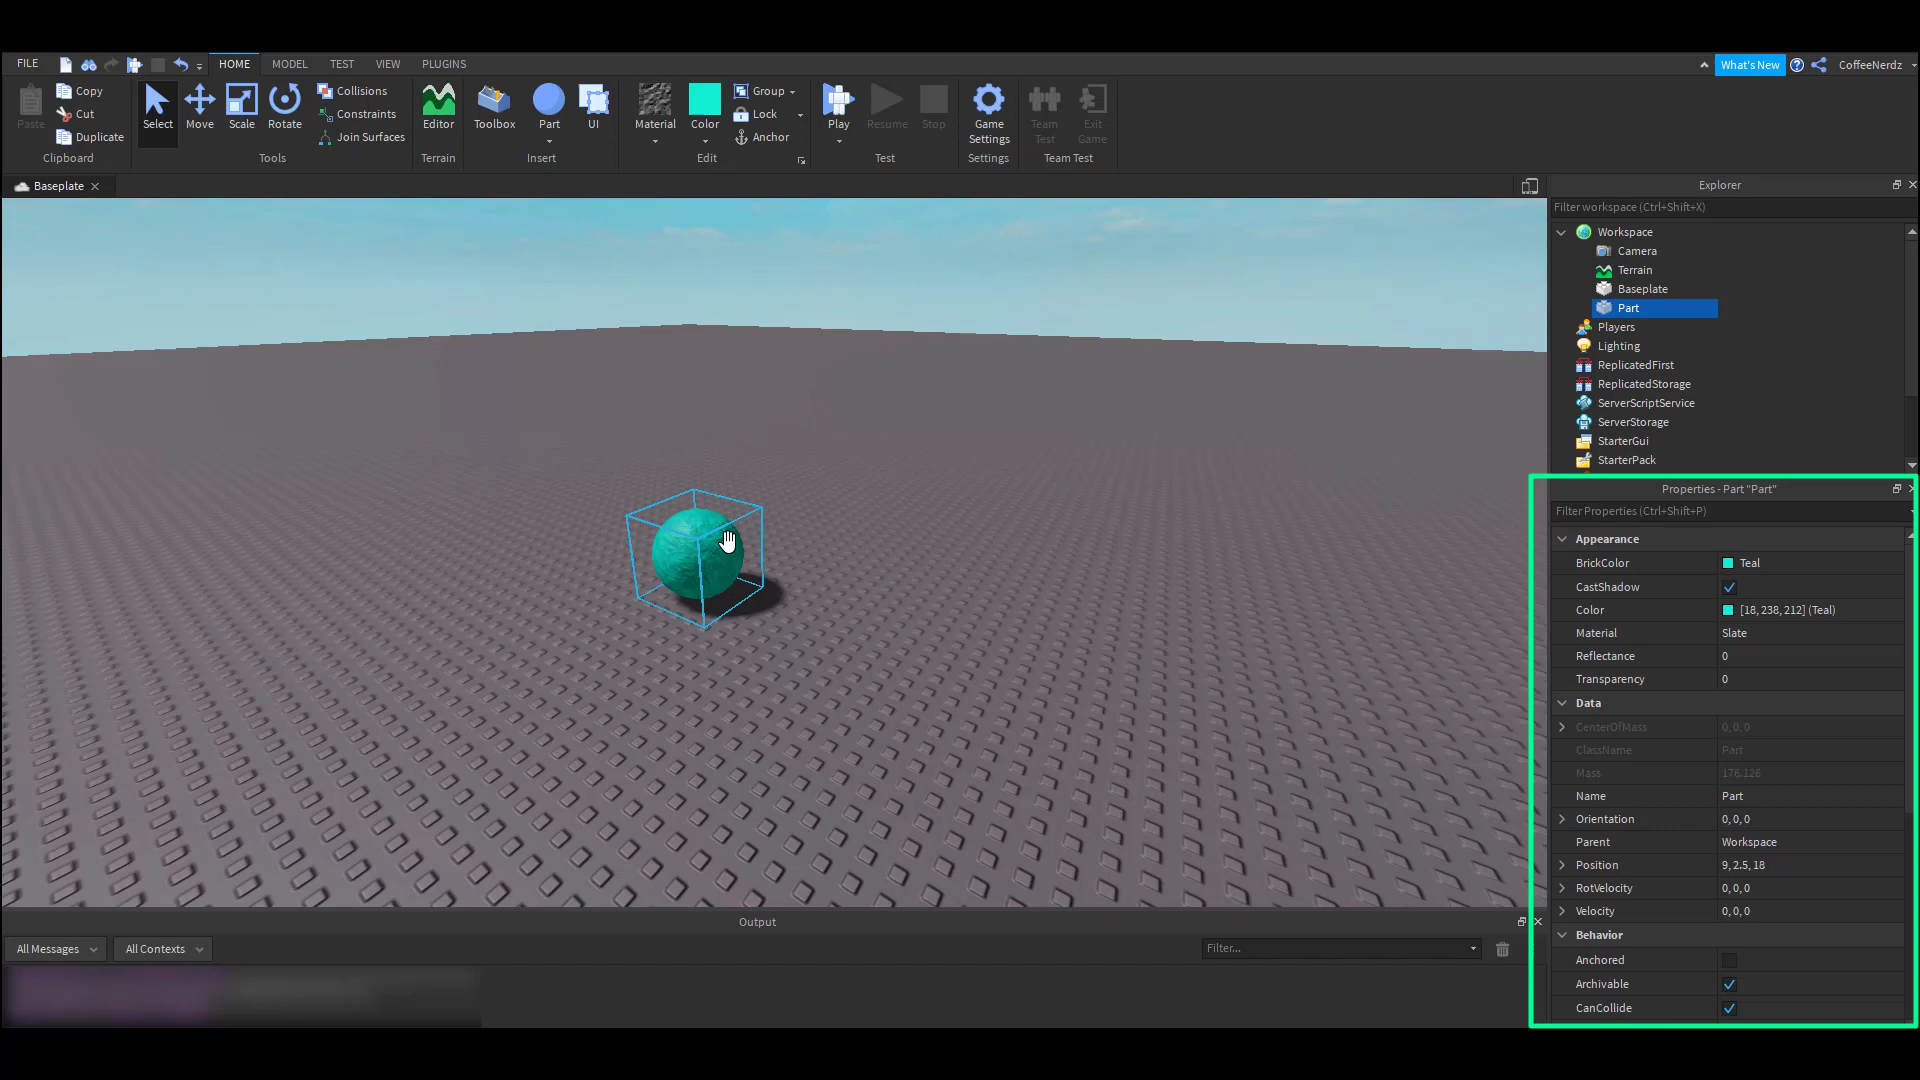 FILE
HOME
MODEL
TEST
VIEW
PLUGINS
What's New
CoffeeNerdz
Paste
Copy
Cut
Duplicate
Clipboard
Select
Move
Scale
Rotate
Collisions
Constraints
Join Surfaces
Tools
Editor
Terrain
Toolbox
Part
UI
Insert
Material
Color
Group
Lock
Anchor
Edit
Play
Resume
Stop
Test
Game
Settings
Settings
Team
Test
Exit
Game
Team Test
Baseplate
Explorer
Filter workspace (Ctrl+Shift+X)
Workspace
Camera
Terrain
Baseplate
Part
Players
Lighting
ReplicatedFirst
ReplicatedStorage
ServerScriptService
ServerStorage
StarterGui
StarterPack
Properties - Part "Part"
Filter Properties (Ctrl+Shift+P)
Appearance
BrickColor Teal
CastShadow
Color [18, 238, 212] (Teal)
Material Slate
Reflectance 0
Transparency 0
Data
CenterOfMass 0, 0, 0
ClassName Part
Mass 176.126
Name Part
Orientation 0, 0, 0
Parent Workspace
Position 9, 2.5, 18
RotVelocity 0, 0, 0
Velocity 0, 0, 0
Behavior
Anchored
Archivable
CanCollide
Output
All Messages
All Contexts
Filter...